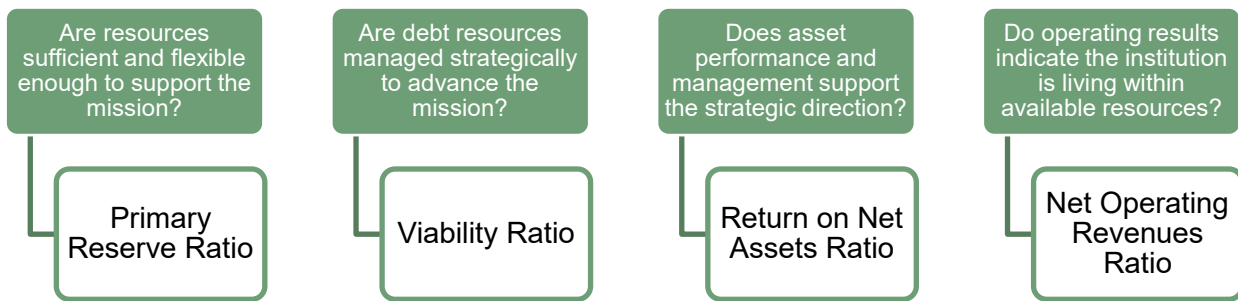 Are resources
sufficient and flexible
enough to support the
mission?
Primary
Reserve Ratio
Are debt resources
managed strategically
to advance the
mission?
Viability Ratio
Does asset
performance and
management support
the strategic direction?
Return on Net
Assets Ratio
Do operating results
indicate the institution
is living within
available resources?
Net Operating
Revenues
Ratio